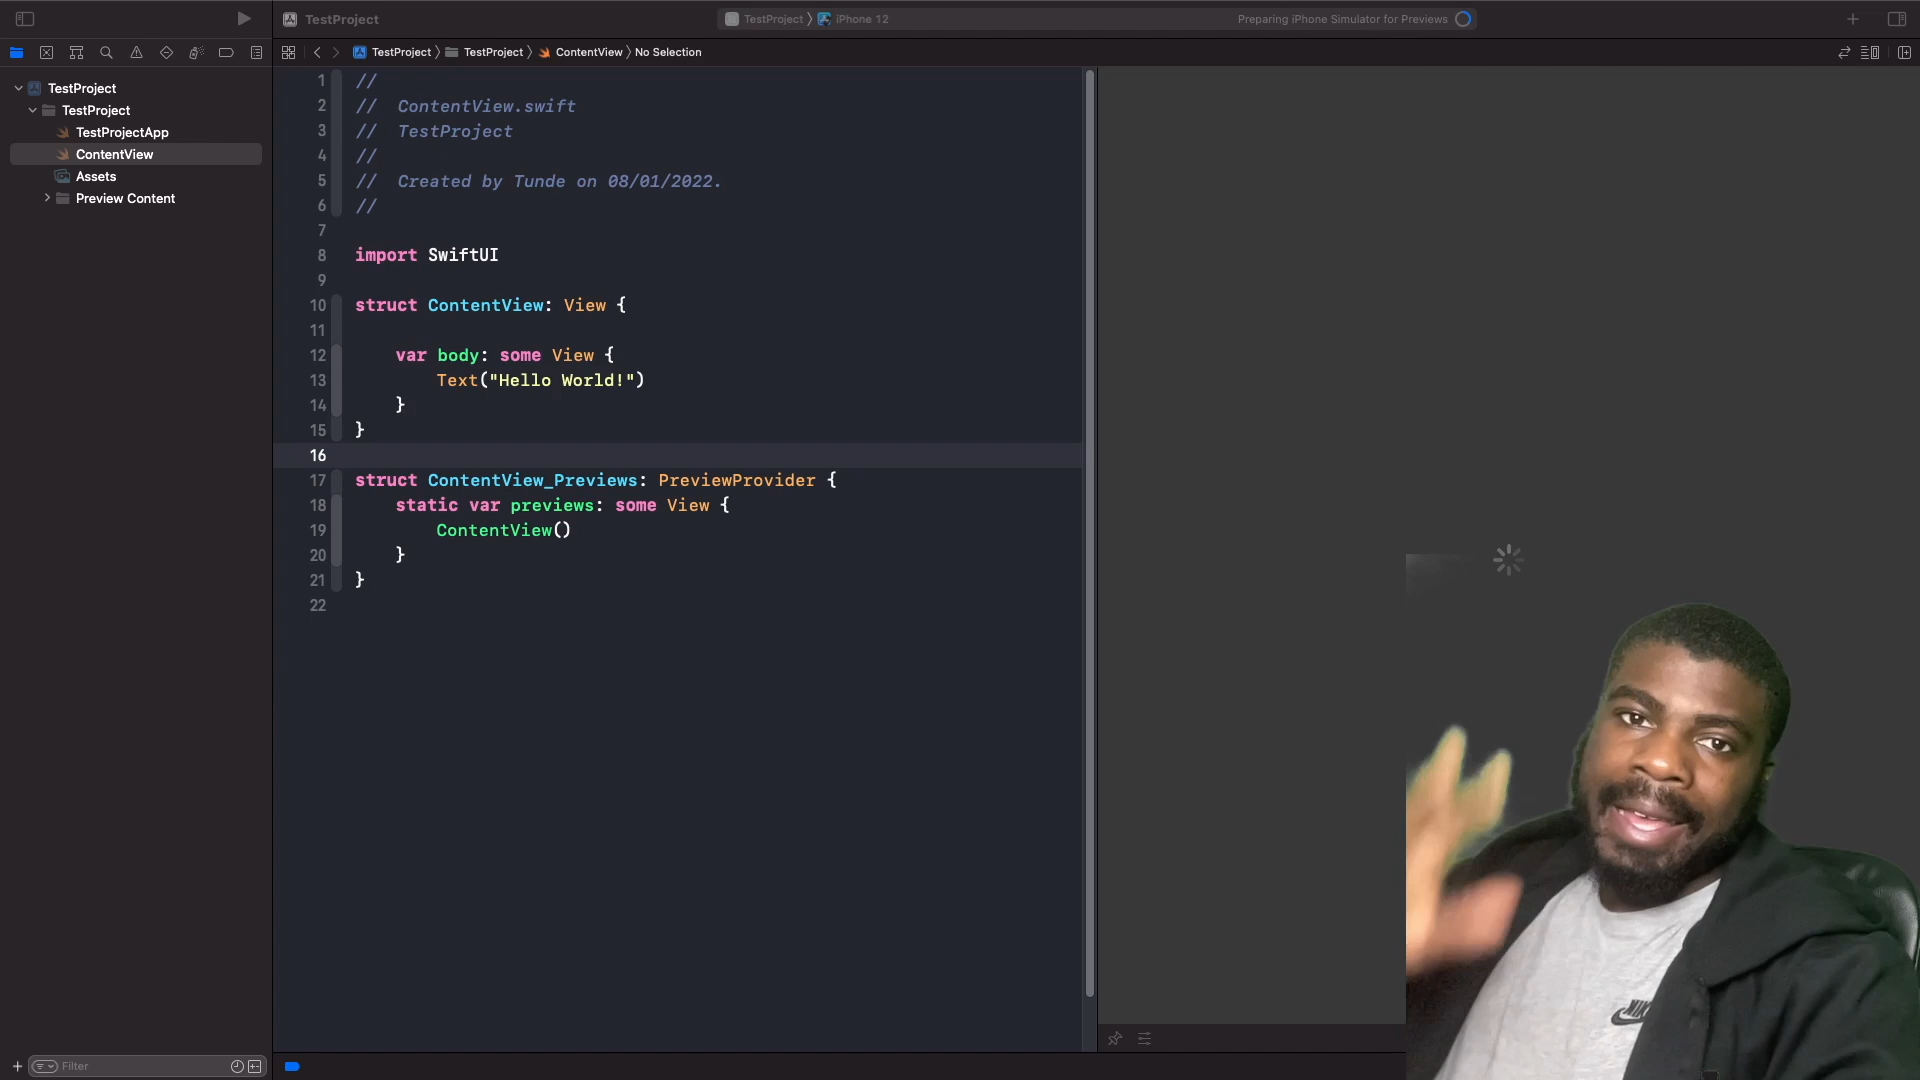 TestProject
TestProject 〉 iPhone 12
Preparing iPhone Simulator for Previews
TestProject 〉 TestProject 〉 ContentView 〉 No Selection
TestProject
TestProject
TestProjectApp
ContentView
Assets
Preview Content
1 //
2 //  ContentView.swift
3 //  TestProject
4 //
5 //  Created by Tunde on 08/01/2022.
6 //
7
8 import SwiftUI
9
10 struct ContentView: View {
11
12     var body: some View {
13         Text("Hello World!")
14     }
15 }
16
17 struct ContentView_Previews: PreviewProvider {
18     static var previews: some View {
19         ContentView()
20     }
21 }
22
Filter